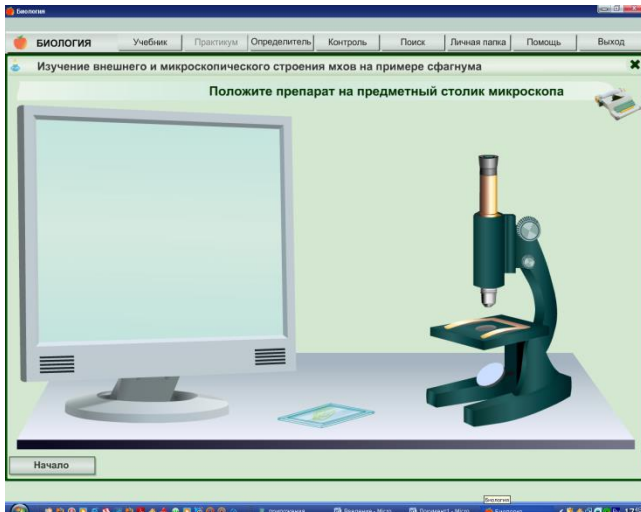 Биология
БИОЛОГИЯ
Учебник
Практикум
Определитель
Контроль
Поиск
Личная папка
Помощь
Выход
Изучение внешнего и микроскопического строения мхов на примере сфагнума
Положите препарат на предметный столик микроскопа
Начало
Биология
Биология